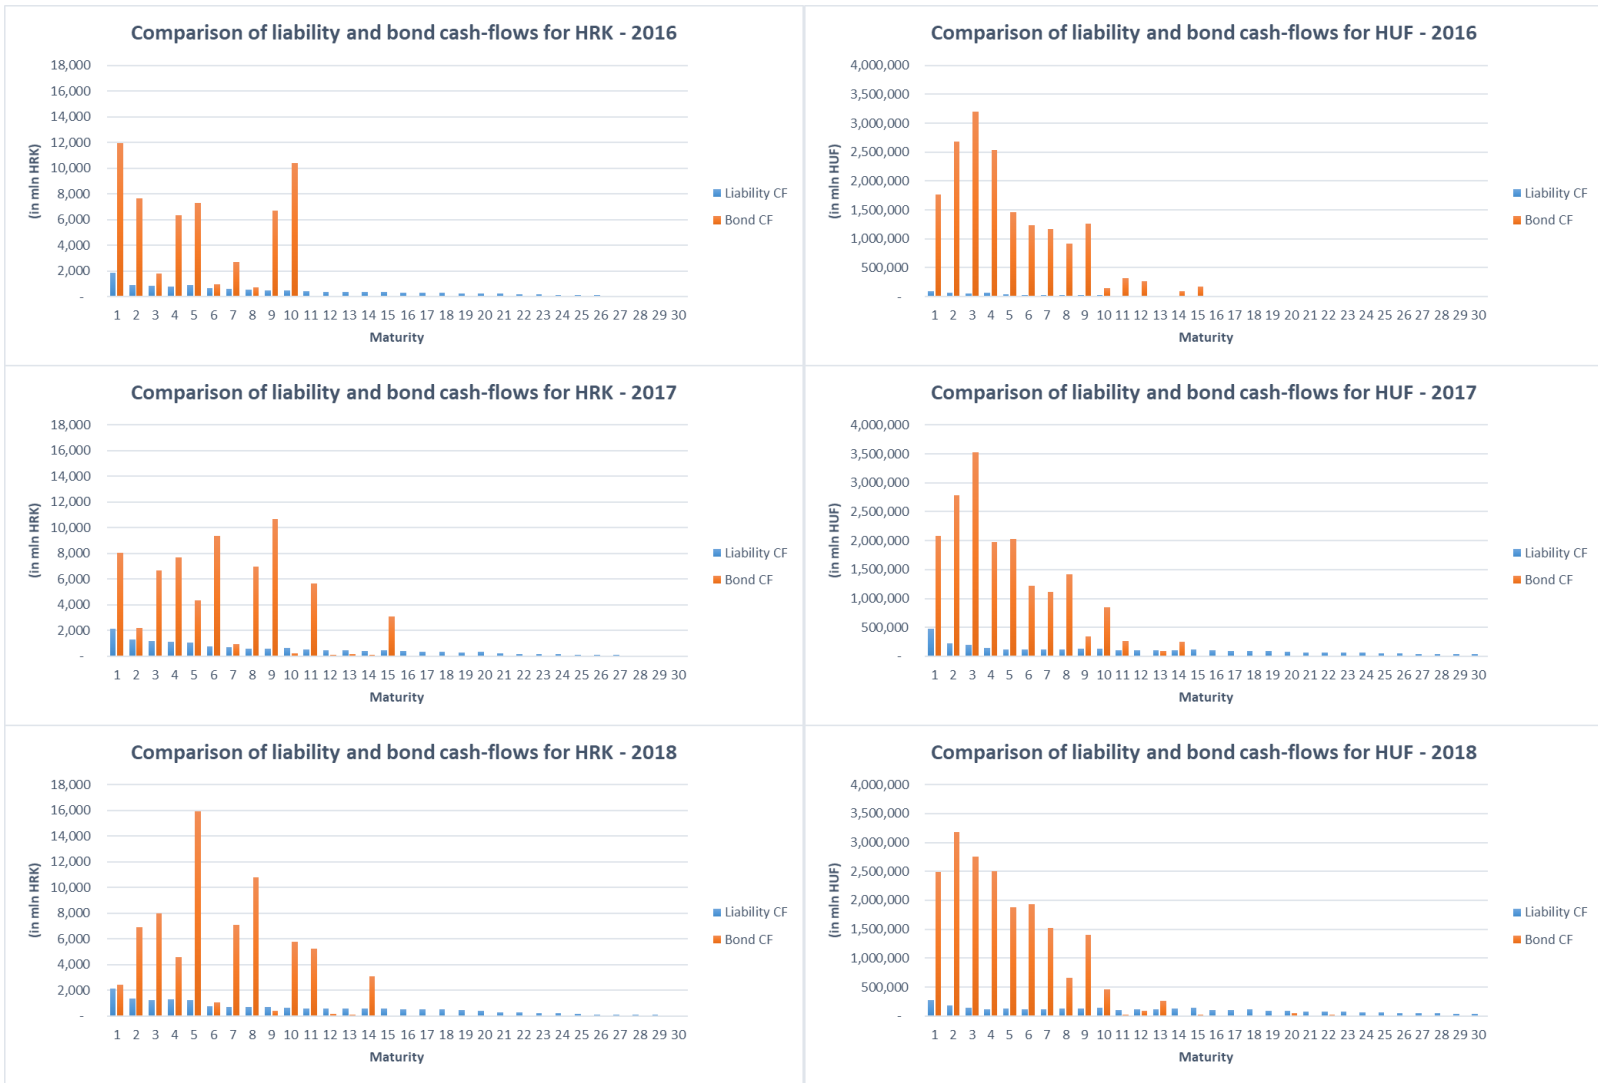 Comparison of liability and bond cash-flows for HRK - 2016
18,000
16,000
14,000
12,000
10,000
8,000
6,000
4,000
2,000
-
(in mln HRK)
1 2 3 4 5 6 7 8 9 10 11 12 13 14 15 16 17 18 19 20 21 22 23 24 25 26 27 28 29 30
Maturity
Liability CF
Bond CF
Comparison of liability and bond cash-flows for HUF - 2016
4,000,000
3,500,000
3,000,000
2,500,000
2,000,000
1,500,000
1,000,000
500,000
-
(in mln HUF)
1 2 3 4 5 6 7 8 9 10 11 12 13 14 15 16 17 18 19 20 21 22 23 24 25 26 27 28 29 30
Maturity
Liability CF
Bond CF
Comparison of liability and bond cash-flows for HRK - 2017
18,000
16,000
14,000
12,000
10,000
8,000
6,000
4,000
2,000
-
(in mln HRK)
1 2 3 4 5 6 7 8 9 10 11 12 13 14 15 16 17 18 19 20 21 22 23 24 25 26 27 28 29 30
Maturity
Liability CF
Bond CF
Comparison of liability and bond cash-flows for HUF - 2017
4,000,000
3,500,000
3,000,000
2,500,000
2,000,000
1,500,000
1,000,000
500,000
-
(in mln HUF)
1 2 3 4 5 6 7 8 9 10 11 12 13 14 15 16 17 18 19 20 21 22 23 24 25 26 27 28 29 30
Maturity
Liability CF
Bond CF
Comparison of liability and bond cash-flows for HRK - 2018
18,000
16,000
14,000
12,000
10,000
8,000
6,000
4,000
2,000
-
(in mln HRK)
1 2 3 4 5 6 7 8 9 10 11 12 13 14 15 16 17 18 19 20 21 22 23 24 25 26 27 28 29 30
Maturity
Liability CF
Bond CF
Comparison of liability and bond cash-flows for HUF - 2018
4,000,000
3,500,000
3,000,000
2,500,000
2,000,000
1,500,000
1,000,000
500,000
-
(in mln HUF)
1 2 3 4 5 6 7 8 9 10 11 12 13 14 15 16 17 18 19 20 21 22 23 24 25 26 27 28 29 30
Maturity
Liability CF
Bond CF